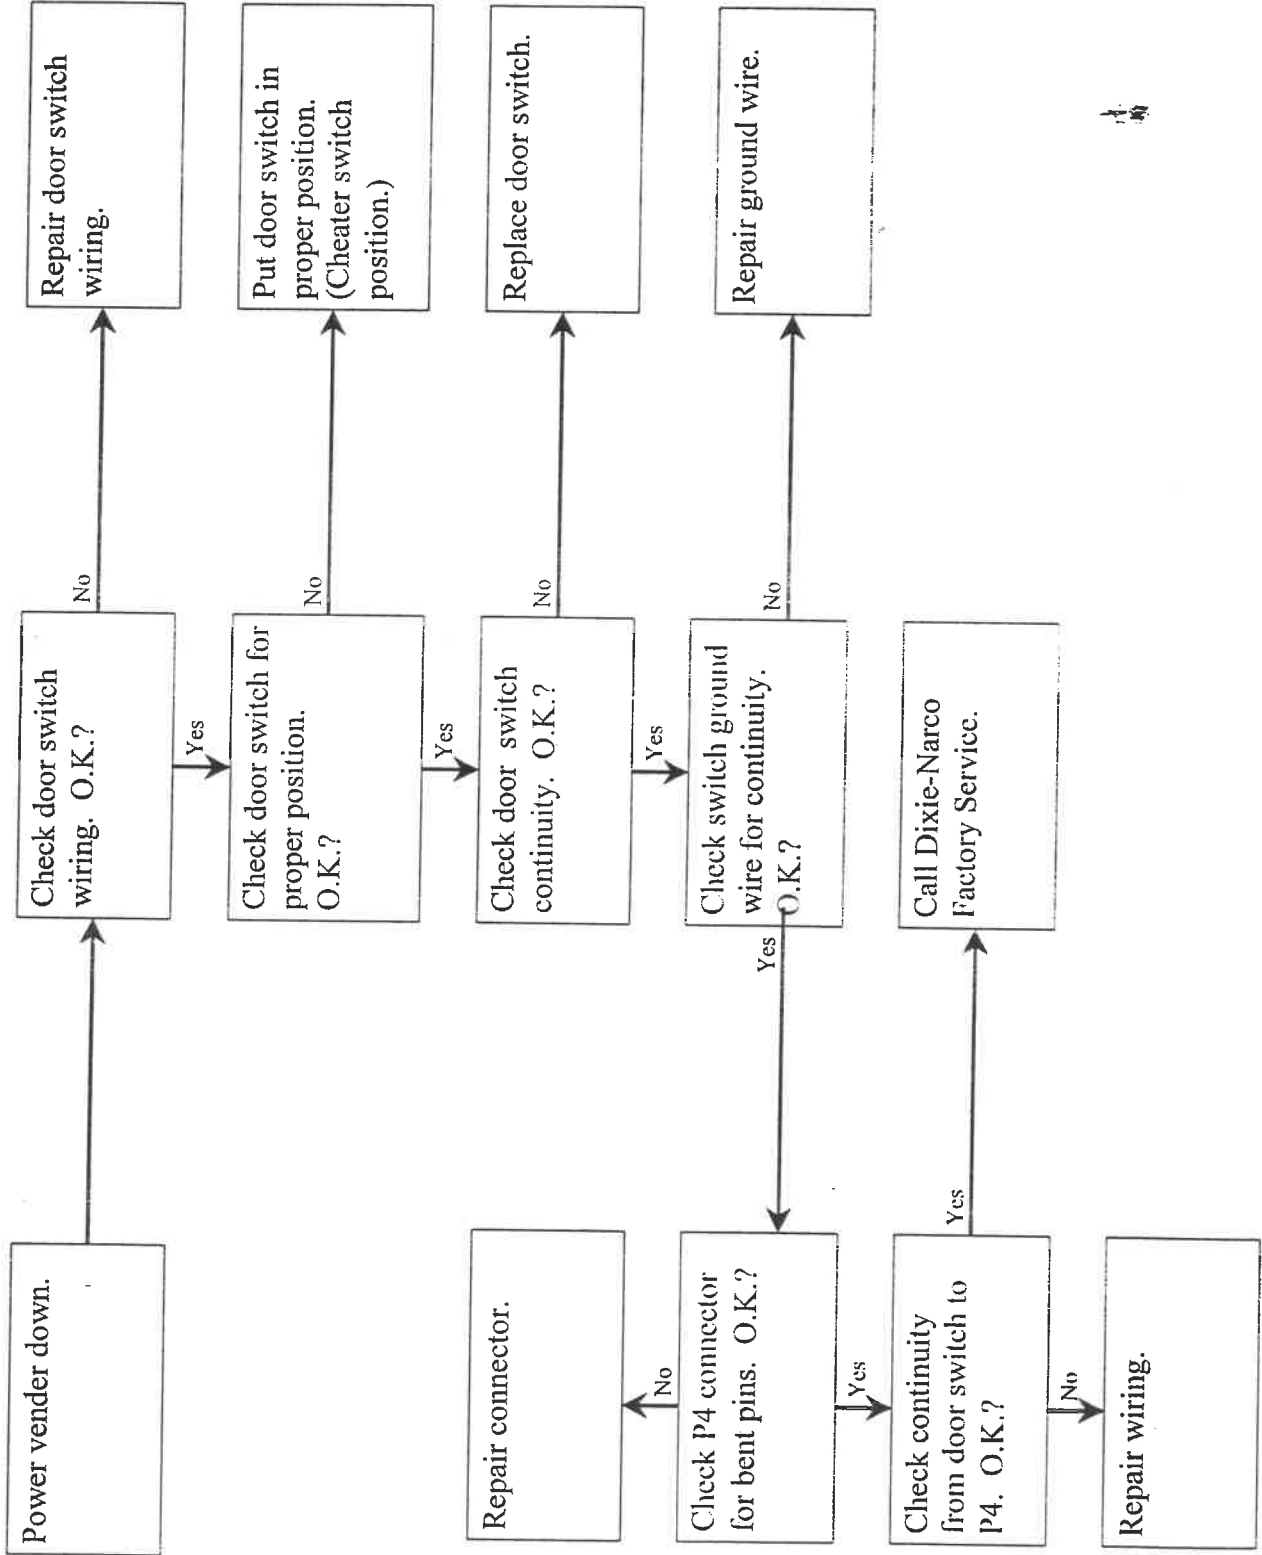 Power vender down.
Check door switch
wiring. O.K.?
No
Repair door switch
wiring.
Yes
Check door switch for
proper position.
O.K.?
No
Put door switch in
proper position.
(Cheater switch
position.)
Yes
Check door switch
continuity. O.K.?
No
Replace door switch.
Yes
Check switch ground
wire for continuity.
O.K.?
No
Repair ground wire.
Yes
Check P4 connector
for bent pins. O.K.?
No
Repair connector.
Yes
Check continuity
from door switch to
P4. O.K.?
Yes
Call Dixie-Narco
Factory Service.
No
Repair wiring.